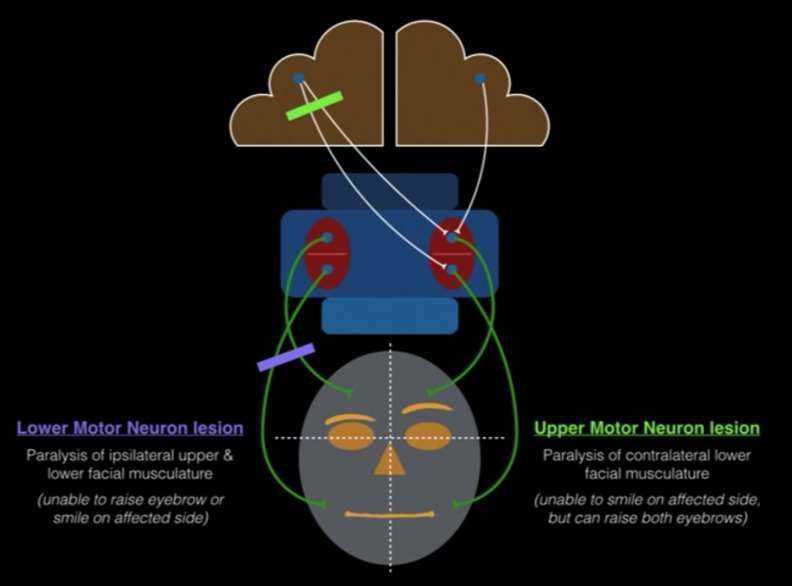 Lower Motor Neuron lesion
Paralysis of ipsilateral upper &
lower facial musculature
(unable to raise eyebrow or
smile on affected side)
Upper Motor Neuron lesion
Paralysis of contralateral lower
facial musculature
(unable to smile on affected side,
but can raise both eyebrows)